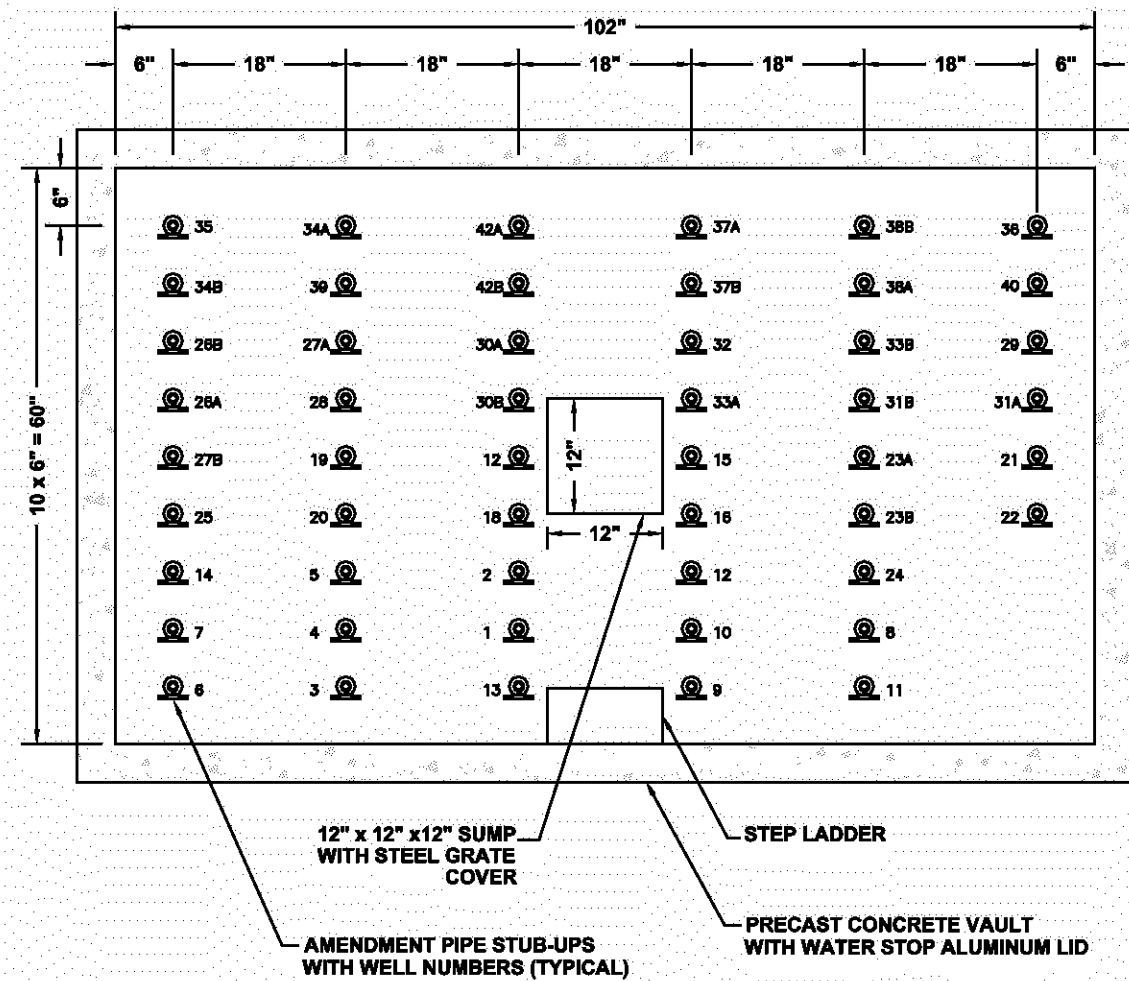 102"
6" 18" 18" 18" 18" 18" 6"
6"
10 x 6" = 60"
35 34A 42A 37A 38B 36
34B 39 42B 37B 38A 40
26B 27A 30A 32 33B 29
26A 28 30B 33A 31B 31A
27B 19 12 15 23A 21
25 20 18 16 23B 22
14 5 2 12 24
7 4 1 10 8
6 3 13 9 11
12"
12"
12" x 12" x12" SUMP
WITH STEEL GRATE
COVER
STEP LADDER
PRECAST CONCRETE VAULT
WITH WATER STOP ALUMINUM LID
AMENDMENT PIPE STUB-UPS
WITH WELL NUMBERS (TYPICAL)